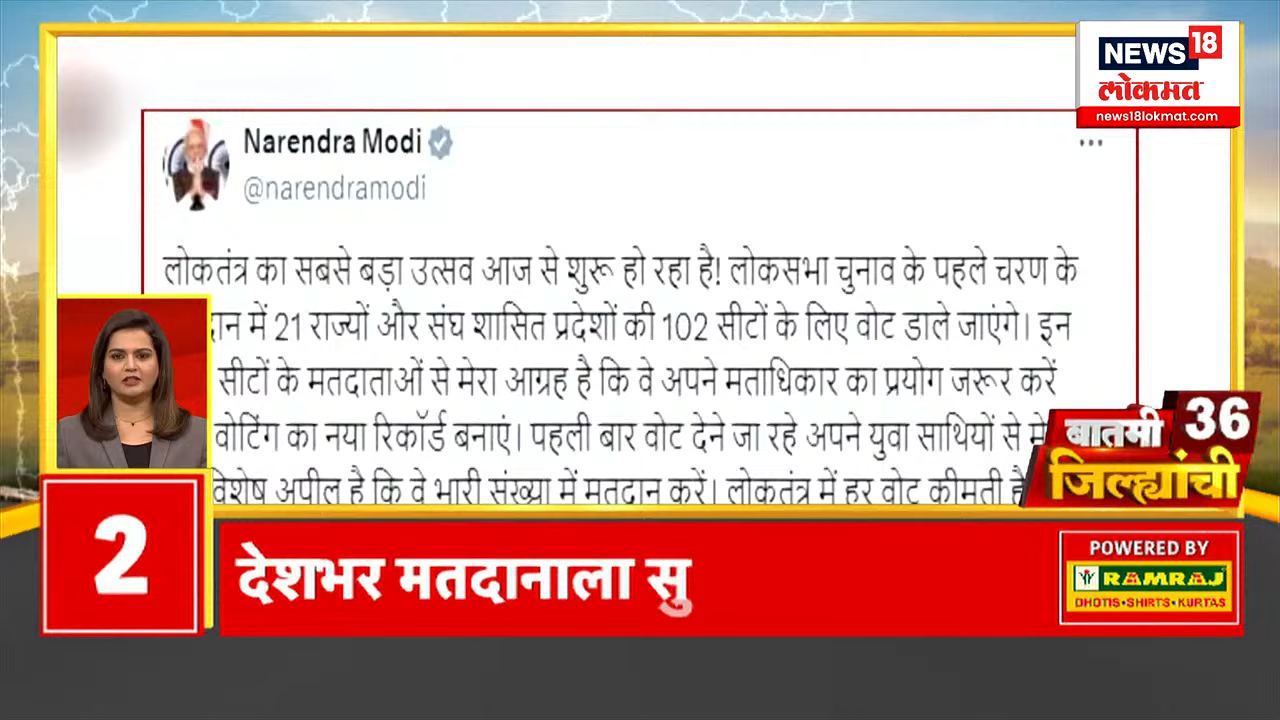 NEWS 18
लोकमत
news18lokmat.com
Narendra Modi
@narendramodi
लोकतंत्र का सबसे बड़ा उत्सव आज से शुरू हो रहा है! लोकसभा चुनाव के पहले चरण के
में 21 राज्यों और संघ शासित प्रदेशों की 102 सीटों के लिए वोट डाले जाएंगे। इन
सीटों के मतदाताओं से मेरा आग्रह है कि वे अपने मताधिकार का प्रयोग जरूर करें
वोटिंग का नया रिकॉर्ड बनाएं। पहली बार वोट देने जा रहे अपने युवा साथियों से
विशेष अपील है कि वे भारी संख्या में मतदान करें। लोकतंत्र में हर वोट कीमती है
बातमी 36
जिल्ह्यांची
2
देशभर मतदानाला सु
POWERED BY
RAMRAJ
DHOTIS•SHIRTS•KURTAS